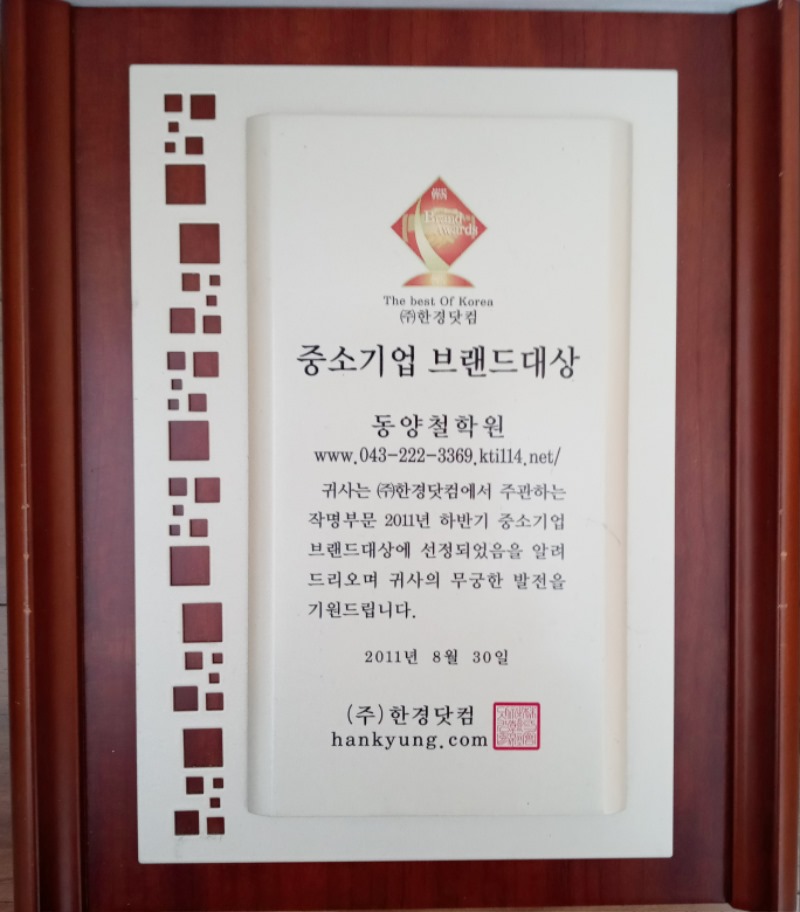 Brand
Awards
The best Of Korea
㈜한경닷컴
중소기업 브랜드대상
동양철학원
www.043-222-3369.kti114.net/
귀사는 ㈜한경닷컴에서 주관하는
작명부문 2011년 하반기 중소기업
브랜드대상에 선정되었음을 알려
드리오며 귀사의 무궁한 발전을
기원드립니다.
2011년 8월 30일
(주)한경닷컴
hankyung.com